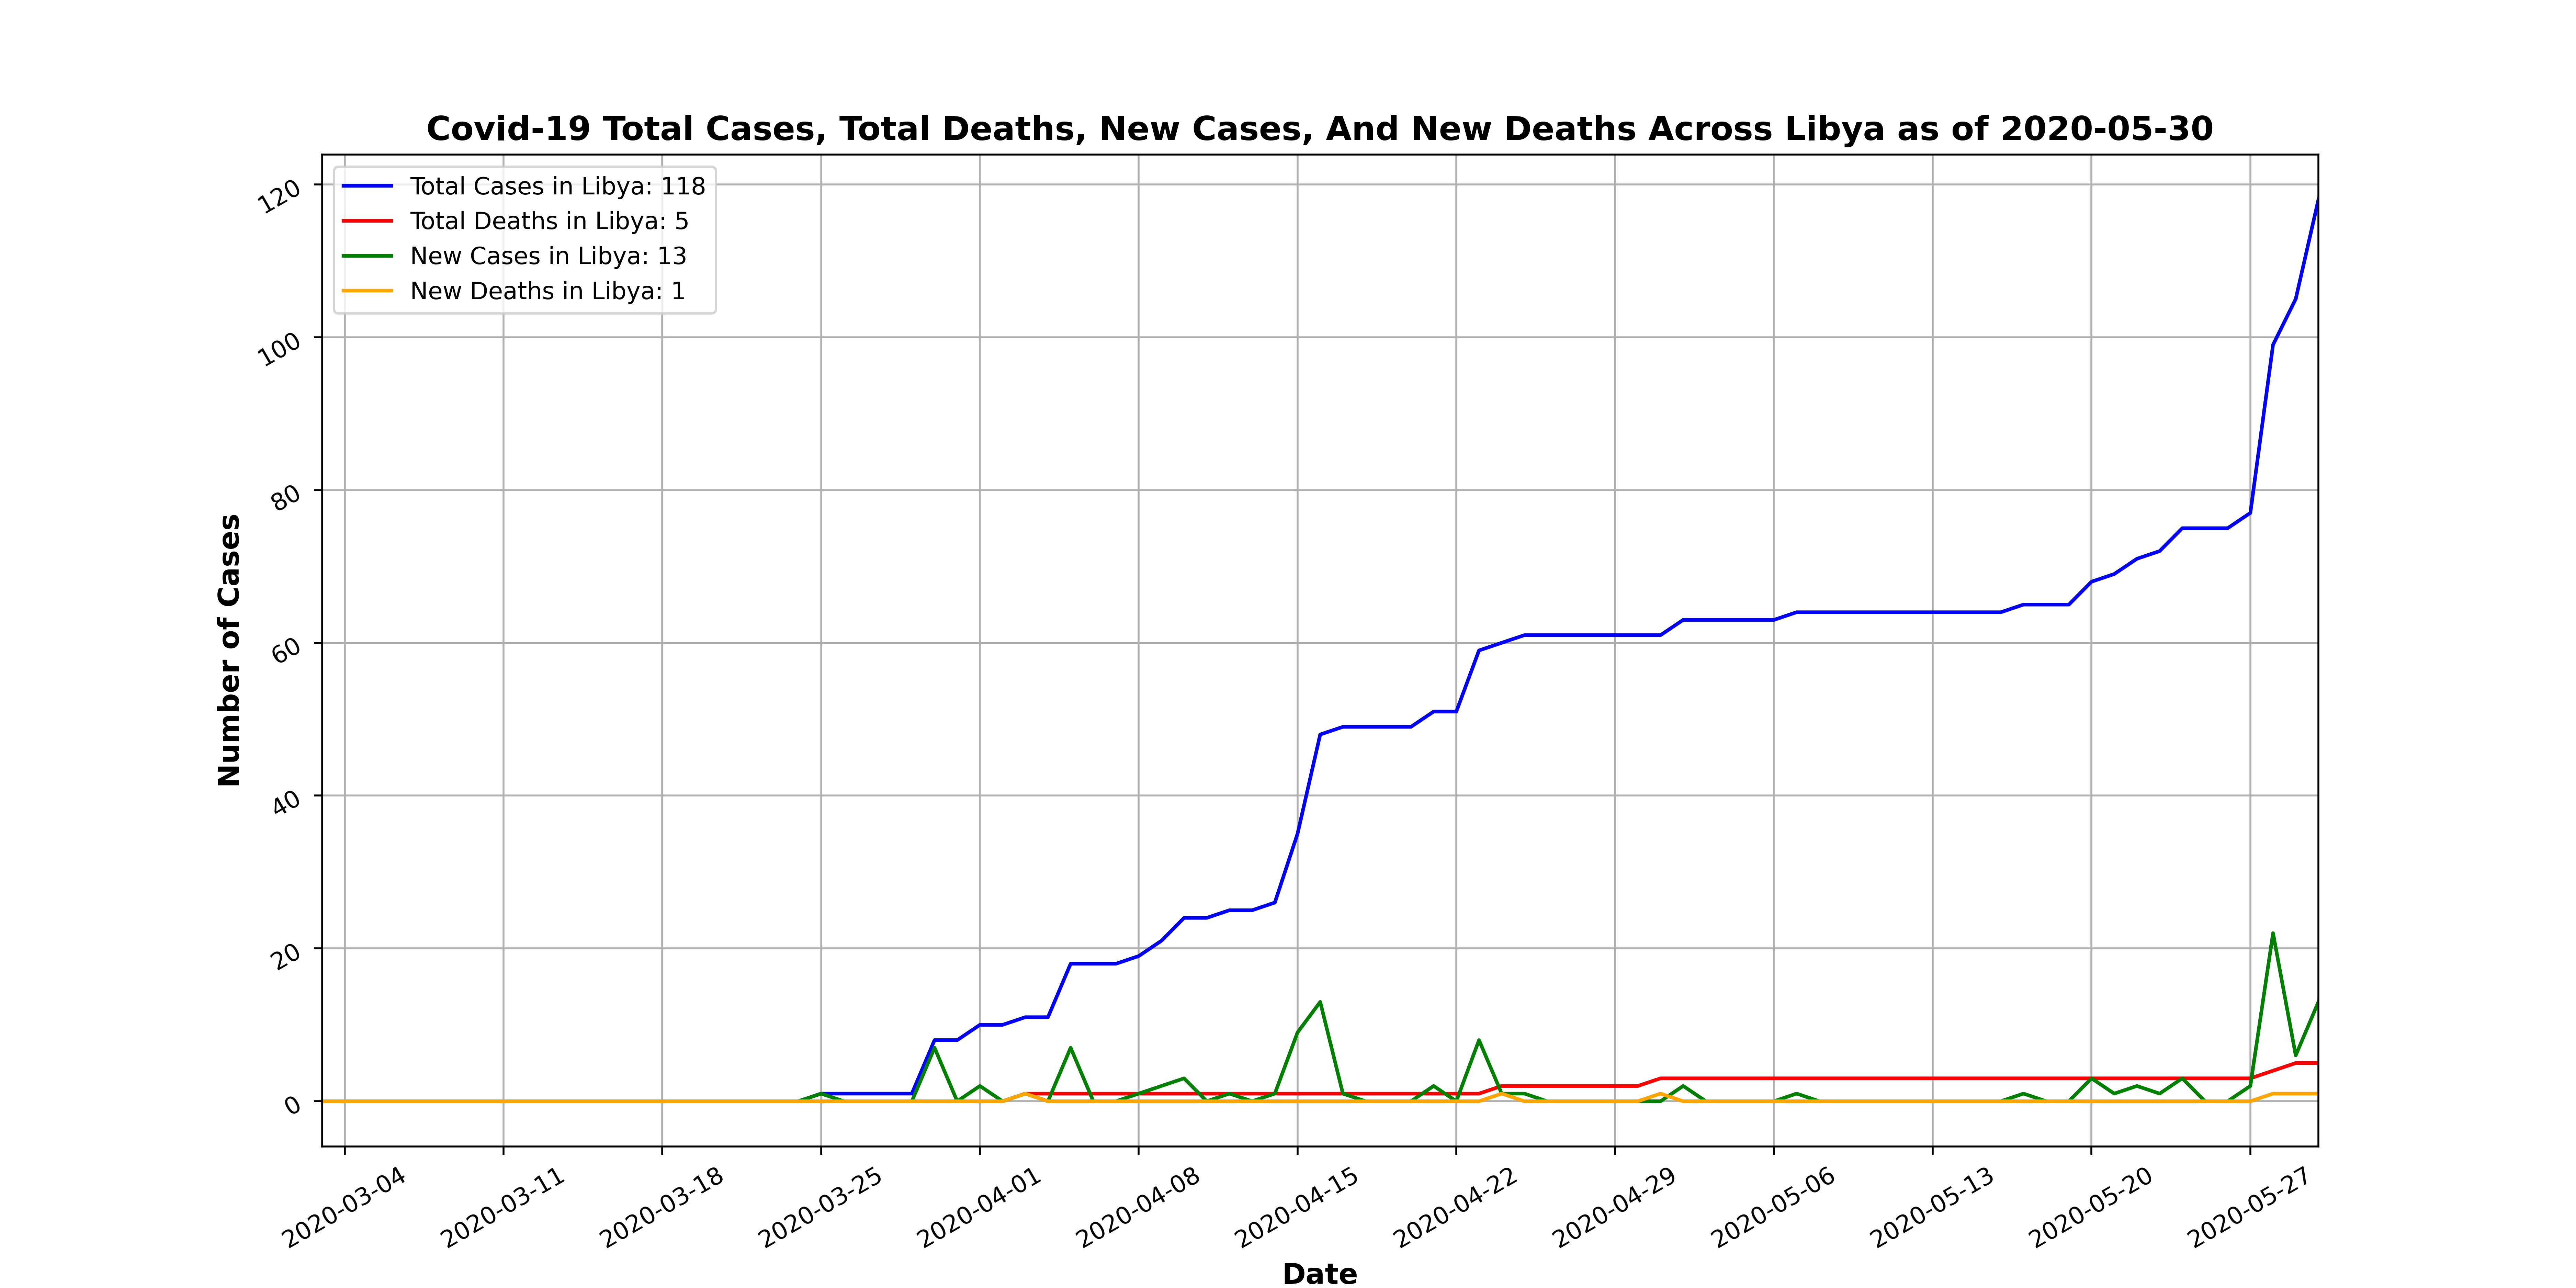 Covid-19 Total Cases, Total Deaths, New Cases, And New Deaths Across Libya as of 2020-05-30
Total Cases in Libya: 118
Total Deaths in Libya: 5
New Cases in Libya: 13
New Deaths in Libya: 1
Number of Cases
120
100
80
60
40
20
0
2020-03-04
2020-03-11
2020-03-18
2020-03-25
2020-04-01
2020-04-08
2020-04-15
2020-04-22
2020-04-29
2020-05-06
2020-05-13
2020-05-20
2020-05-27
Date